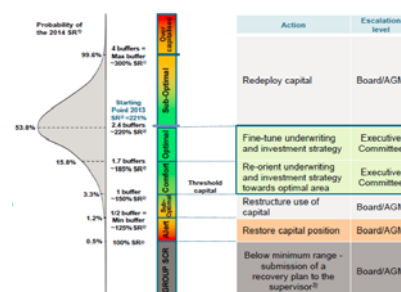 Probability of
the 2014 SR
99.6%
4 buffers =
Max buffer
~300% SR
Starting
Point 2013
SR =221%
53.8%
2.4 buffers
~220% SR
15.8%
1.7 buffers
~185% SR
3.3%
1 buffer
~150% SR
1.2%
1/2 buffer =
Min buffer
~125% SR
0.5%
100% SR
Over
capitalised
Sub-Optimal
Optimal
Comfort
Sub-
Optimal
Alert
GROUP SCR
Threshold
capital
Action
Escalation
level
Redeploy capital
Board/AGM
Fine-tune underwriting
and investment strategy
Executive
Committee
Re-orient underwriting
and investment strategy
towards optimal area
Executive
Committee
Restructure use of
capital
Board/AGM
Restore capital position
Board/AGM
Below minimum range -
submission of a
recovery plan to the
supervisor
Board/AGM